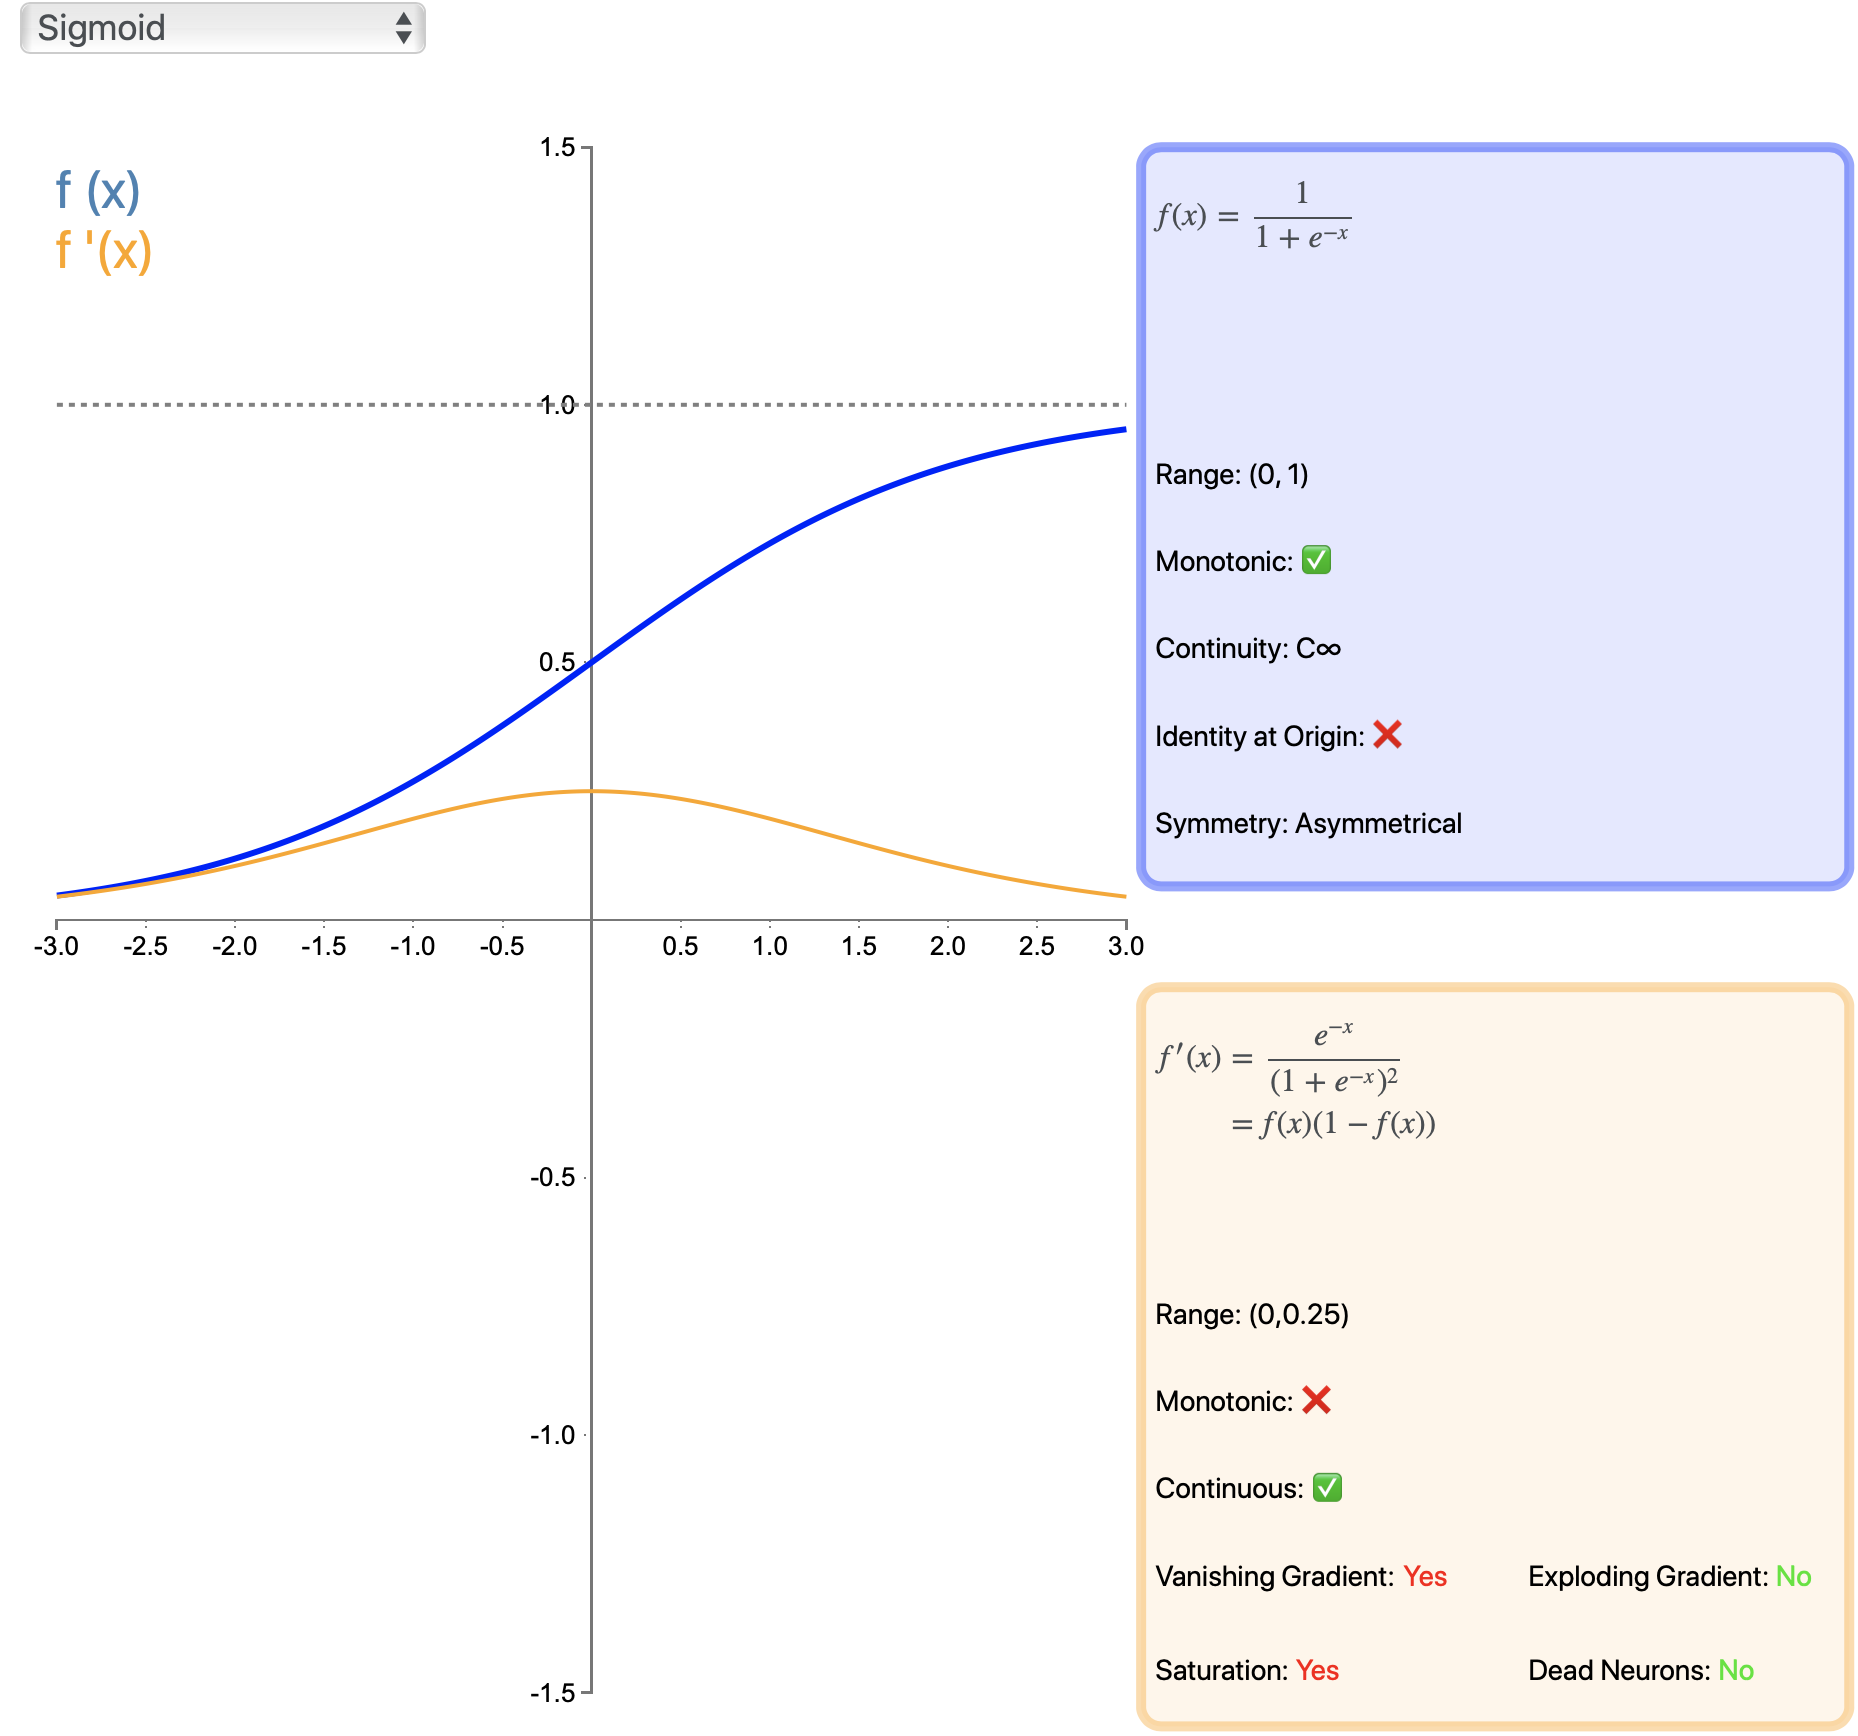 Sigmoid
f (x)
f '(x)
1.5
1.0
0.5
-3.0 -2.5 -2.0 -1.5 -1.0 -0.5 0.5 1.0 1.5 2.0 2.5 3.0
-0.5
-1.0
-1.5
f(x) = 1 / (1 + e^{-x})
Range: (0, 1)
Monotonic: ✅
Continuity: C∞
Identity at Origin: ❌
Symmetry: Asymmetrical
f′(x) = e^{-x} / (1 + e^{-x})^2
= f(x)(1 − f(x))
Range: (0,0.25)
Monotonic: ❌
Continuous: ✅
Vanishing Gradient: Yes Exploding Gradient: No
Saturation: Yes Dead Neurons: No